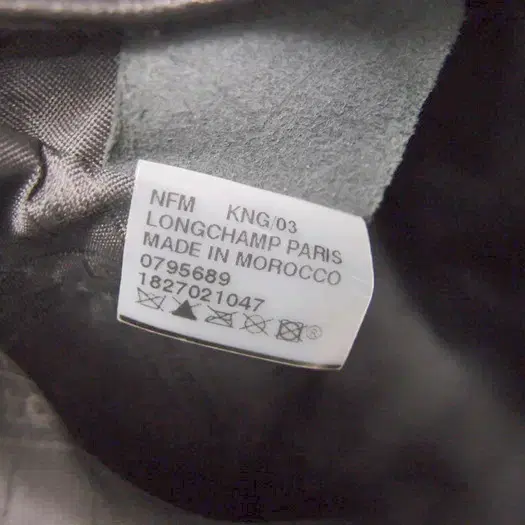 NFM KNG/03
LONGCHAMP PARIS
MADE IN MOROCCO
0795689
1827021047
®